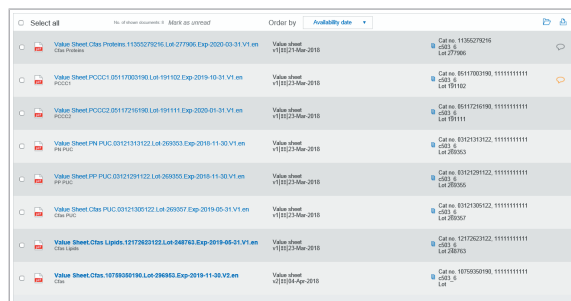 Select all No. of shown documents: 8 Mark as unread Order by Availability date
Value Sheet.Cfas Proteins.11355279216.Lot-277906.Exp-2020-03-31.V1.en
Cfas Proteins
Value sheet
v1|21-Mar-2018
Cat no. 11355279216
c503_6
Lot 277906
Value Sheet.PCCC1.05117003190.Lot-191102.Exp-2019-10-31.V1.en
PCCC1
Value sheet
v1|23-Mar-2018
Cat no. 05117003190, 11111111111
c503_6
Lot 191102
Value Sheet.PCCC2.05117216190.Lot-191111.Exp-2020-01-31.V1.en
PCCC2
Value sheet
v1|23-Mar-2018
Cat no. 05117216190, 11111111111
c503_6
Lot 191111
Value Sheet.PN PUC.03121313122.Lot-269353.Exp-2018-11-30.V1.en
PN PUC
Value sheet
v1|23-Mar-2018
Cat no. 03121313122, 11111111111
c503_6
Lot 269353
Value Sheet.PP PUC.03121291122.Lot-269355.Exp-2018-11-30.V1.en
PP PUC
Value sheet
v1|23-Mar-2018
Cat no. 03121291122, 11111111111
c503_6
Lot 269355
Value Sheet.Cfas PUC.03121305122.Lot-269357.Exp-2019-05-31.V1.en
Cfas PUC
Value sheet
v1|23-Mar-2018
Cat no. 03121305122, 11111111111
c503_6
Lot 269357
Value Sheet.Cfas Lipids.12172623122.Lot-248763.Exp-2019-05-31.V1.en
Cfas Lipids
Value sheet
v1|23-Mar-2018
Cat no. 12172623122, 11111111111
c503_6
Lot 248763
Value Sheet.Cfas.10759350190.Lot-296953.Exp-2019-11-30.V2.en
Cfas
Value sheet
v2|04-Apr-2018
Cat no. 10759350190, 11111111111
c503_6
Lot